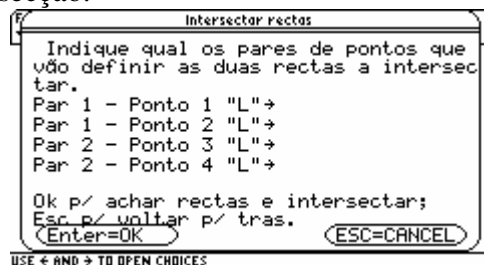 Intersectar rectas
Indique qual os pares de pontos que
vão definir as duas rectas a intersec
tar.
Par 1 - Ponto 1 "L"→
Par 1 - Ponto 2 "L"→
Par 2 - Ponto 3 "L"→
Par 2 - Ponto 4 "L"→
Ok p/ achar rectas e intersectar;
Esc p/ voltar p/ tras.
Enter=OK ESC=CANCEL
USE ← AND → TO OPEN CHOICES